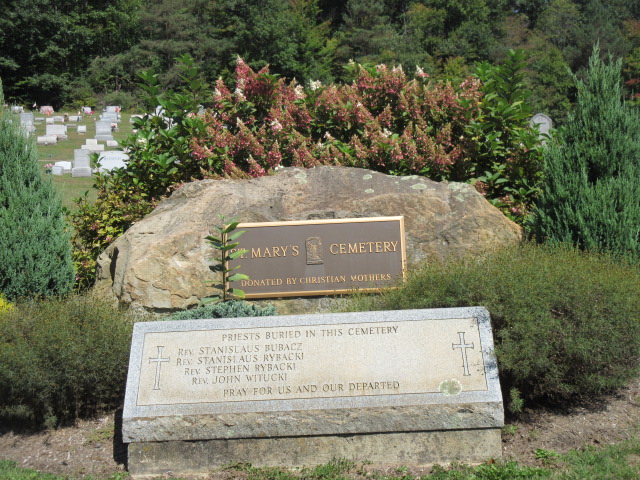 ST. MARY'S CEMETERY
DONATED BY CHRISTIAN MOTHERS
PRIESTS BURIED IN THIS CEMETERY
REV. STANISLAUS BUBACZ
REV. STANISLAUS RYBACKI
REV. STEPHEN RYBACKI
REV. JOHN WITUCKI
PRAY FOR US AND OUR DEPARTED